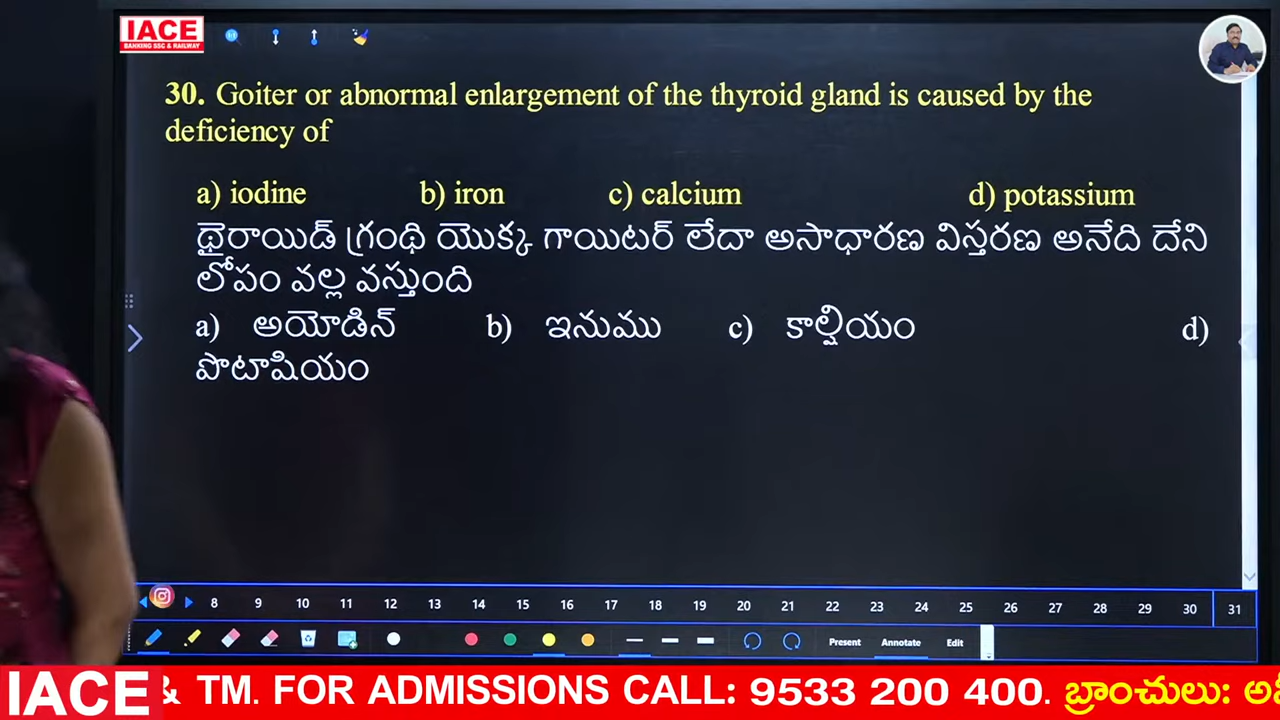 IACE
BANKING SSC & RAILWAY
30. Goiter or abnormal enlargement of the thyroid gland is caused by the
deficiency of
a) iodine b) iron c) calcium d) potassium
థైరాయిడ్ గ్రంథి యొక్క గాయిటర్ లేదా అసాధారణ విస్తరణ అనేది దేని
లోపం వల్ల వస్తుంది
a) అయోడిన్ b) ఇనుము c) కాల్షియం d)
పొటాషియం
8 9 10 11 12 13 14 15 16 17 18 19 20 21 22 23 24 25 26 27 28 29 30 31
Present Annotate Edit
IACE & TM. FOR ADMISSIONS CALL: 9533 200 400. బ్రాంచులు: